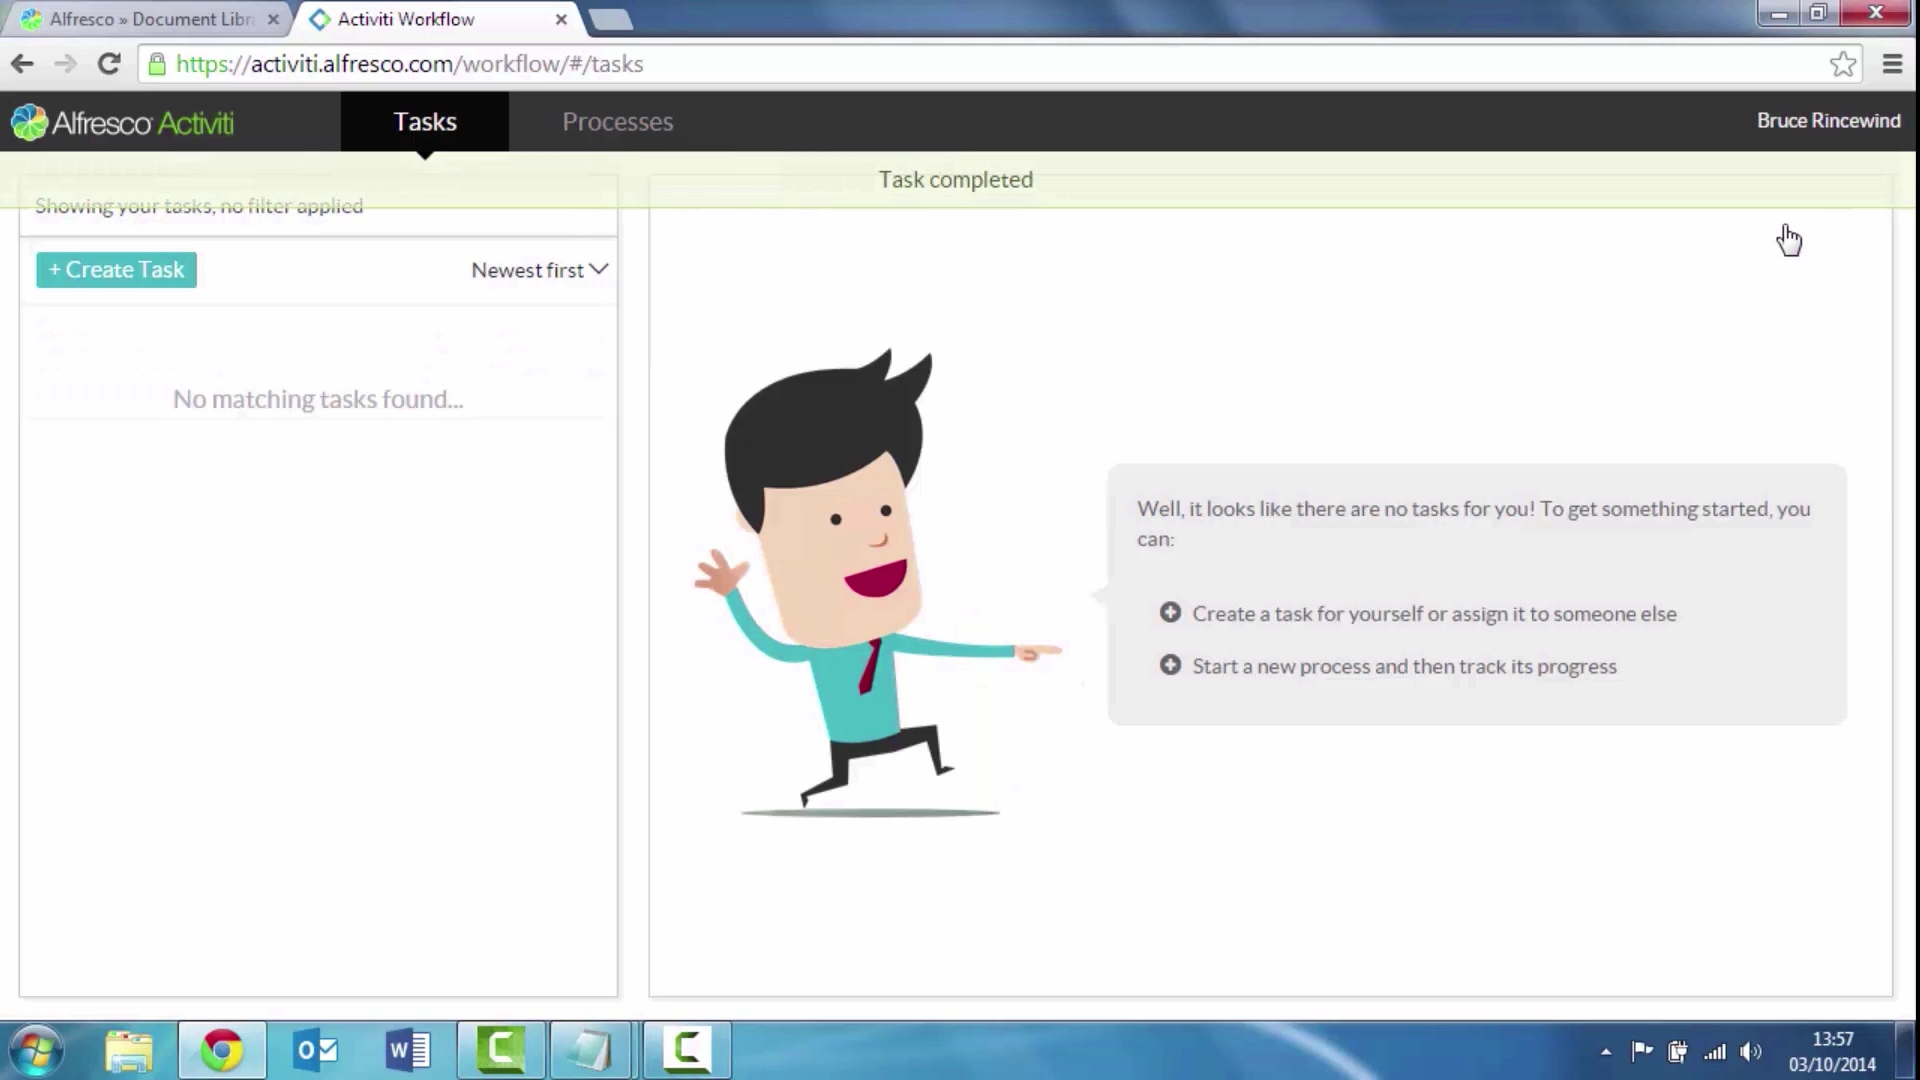 Alfresco » Document Libr
Activiti Workflow
https://activiti.alfresco.com/workflow/#/tasks
Alfresco Activiti
Tasks
Processes
Bruce Rincewind
Task completed
Showing your tasks, no filter applied
+ Create Task
Newest first
No matching tasks found...
Well, it looks like there are no tasks for you! To get something started, you
can:
Create a task for yourself or assign it to someone else
Start a new process and then track its progress
13:57
03/10/2014